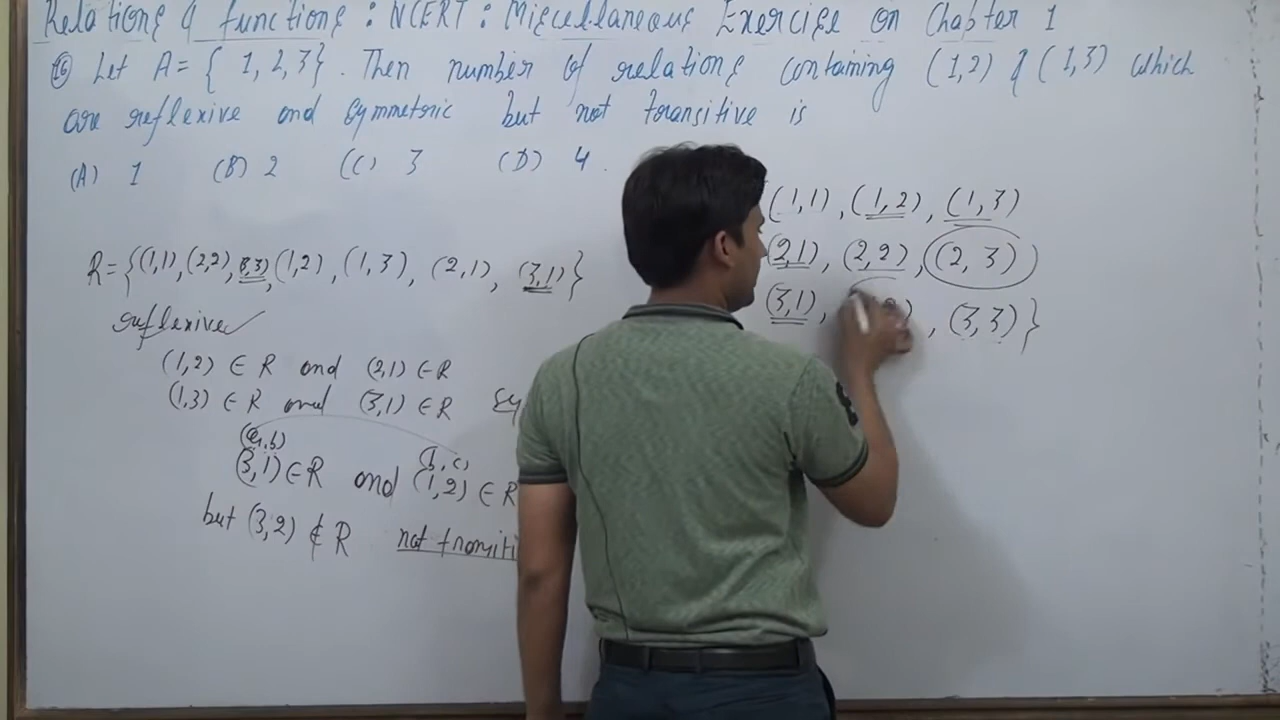 Relations & functions : NCERT : Miscellaneous Exercise on Chapter 1
(16) Let A = { 1, 2, 3}. Then number of relations containing (1,2) & (1,3) which
are reflexive and symmetric but not transitive is
(A) 1 (B) 2 (C) 3 (D) 4.
(1,1), (1,2), (1,3)
(2,1), (2,2), (2,3)
(3,1), , (3,3)}
R = {(1,1), (2,2), (3,3), (1,2), (1,3), (2,1), (3,1)}
reflexive ✓
(1,2) ∈ R and (2,1) ∈ R
(1,3) ∈ R and (3,1) ∈ R
(a,b) (b,c)
(3,1) ∈ R and (1,2) ∈ R
but (3,2) ∉ R not